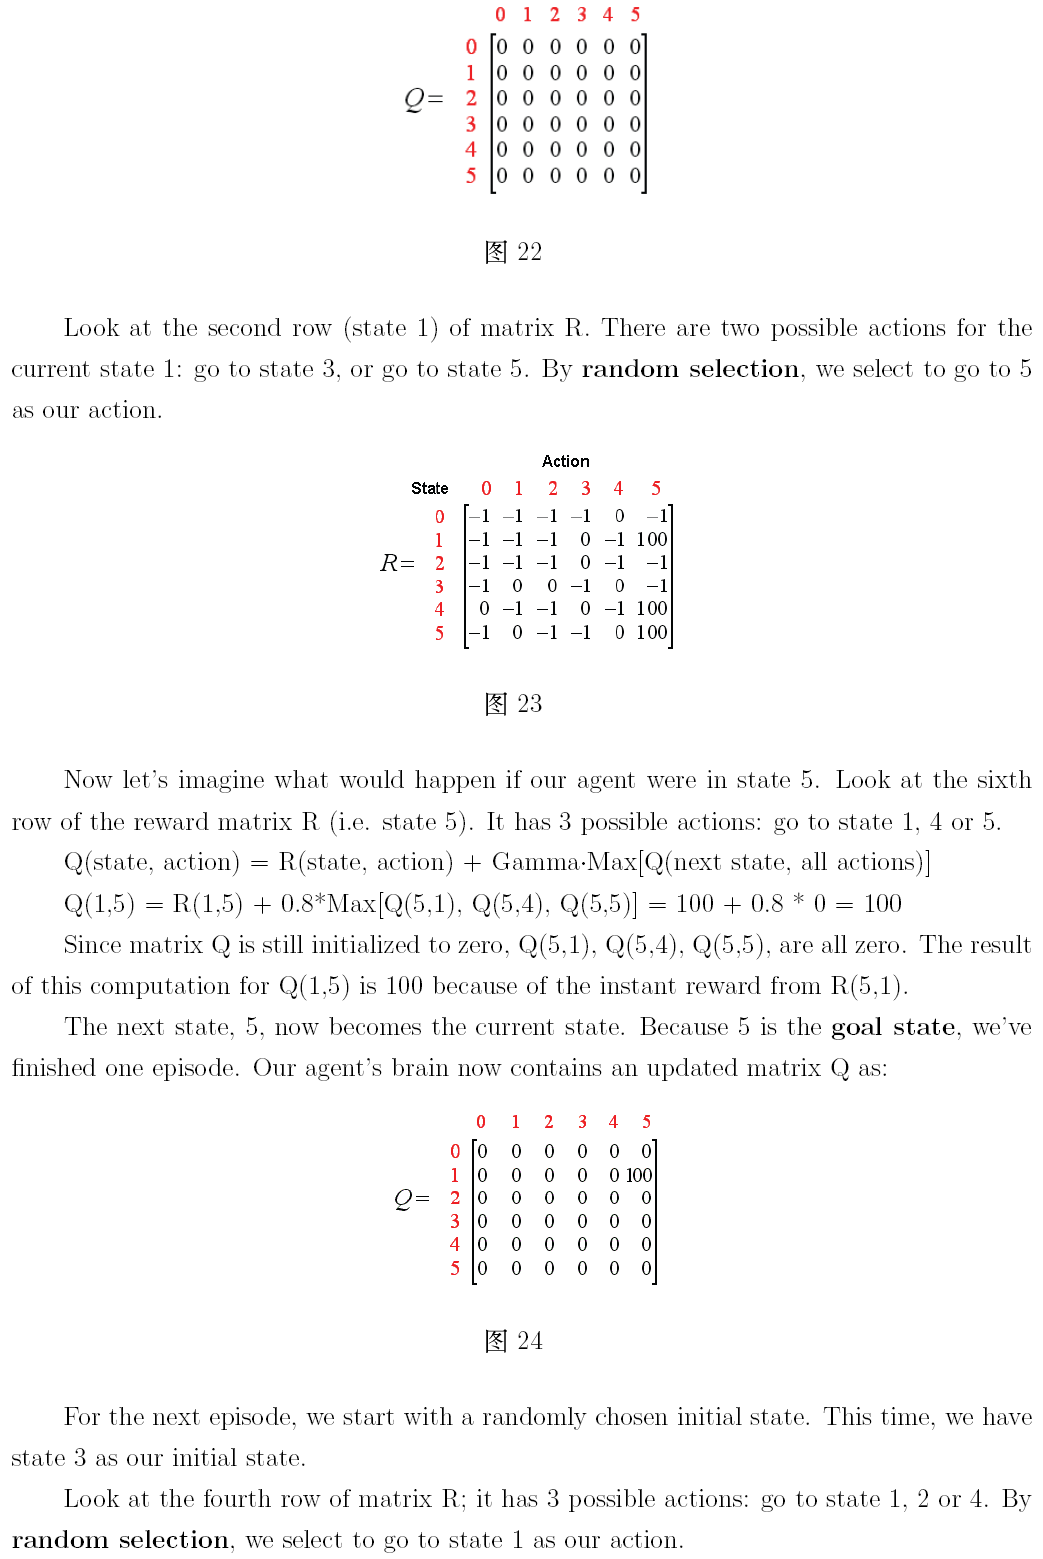 0 1 2 3 4 5
0 0 0 0 0 0 0
1 0 0 0 0 0 0
Q= 2 0 0 0 0 0 0
3 0 0 0 0 0 0
4 0 0 0 0 0 0
5 0 0 0 0 0 0
图 22
Look at the second row (state 1) of matrix R. There are two possible actions for the
current state 1: go to state 3, or go to state 5. By random selection, we select to go to 5
as our action.
Action
State 0 1 2 3 4 5
0 −1 −1 −1 −1 0 −1
1 −1 −1 −1 0 −1 100
R= 2 −1 −1 −1 0 −1 −1
3 −1 0 0 −1 0 −1
4 0 −1 −1 0 −1 100
5 −1 0 −1 −1 0 100
图 23
Now let's imagine what would happen if our agent were in state 5. Look at the sixth
row of the reward matrix R (i.e. state 5). It has 3 possible actions: go to state 1, 4 or 5.
Q(state, action) = R(state, action) + Gamma·Max[Q(next state, all actions)]
Q(1,5) = R(1,5) + 0.8*Max[Q(5,1), Q(5,4), Q(5,5)] = 100 + 0.8 * 0 = 100
Since matrix Q is still initialized to zero, Q(5,1), Q(5,4), Q(5,5), are all zero. The result
of this computation for Q(1,5) is 100 because of the instant reward from R(5,1).
The next state, 5, now becomes the current state. Because 5 is the goal state, we've
finished one episode. Our agent's brain now contains an updated matrix Q as:
0 1 2 3 4 5
0 0 0 0 0 0 0
1 0 0 0 0 0 100
Q= 2 0 0 0 0 0 0
3 0 0 0 0 0 0
4 0 0 0 0 0 0
5 0 0 0 0 0 0
图 24
For the next episode, we start with a randomly chosen initial state. This time, we have
state 3 as our initial state.
Look at the fourth row of matrix R; it has 3 possible actions: go to state 1, 2 or 4. By
random selection, we select to go to state 1 as our action.